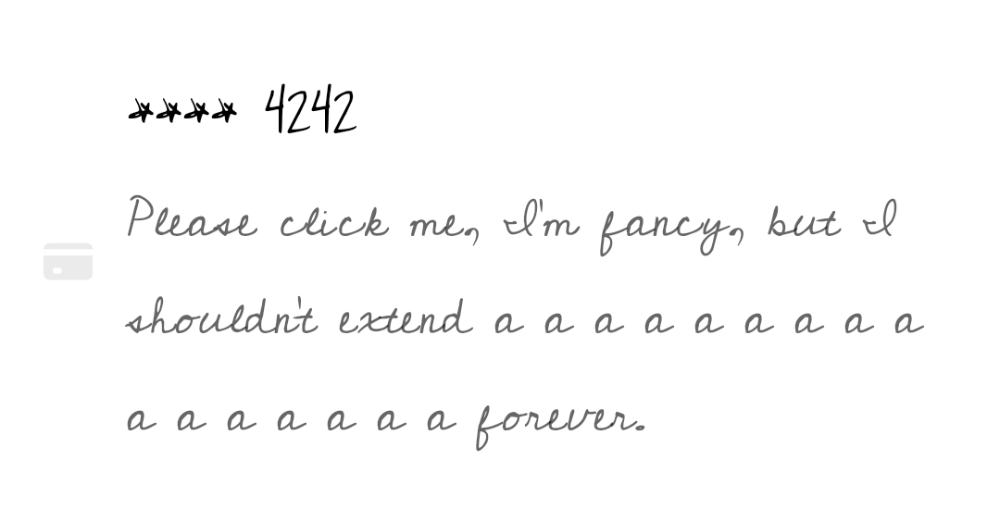 **** 4242
Please click me, I'm fancy, but I
shouldn't extend a a a a a a a a a
a a a a a a a forever.